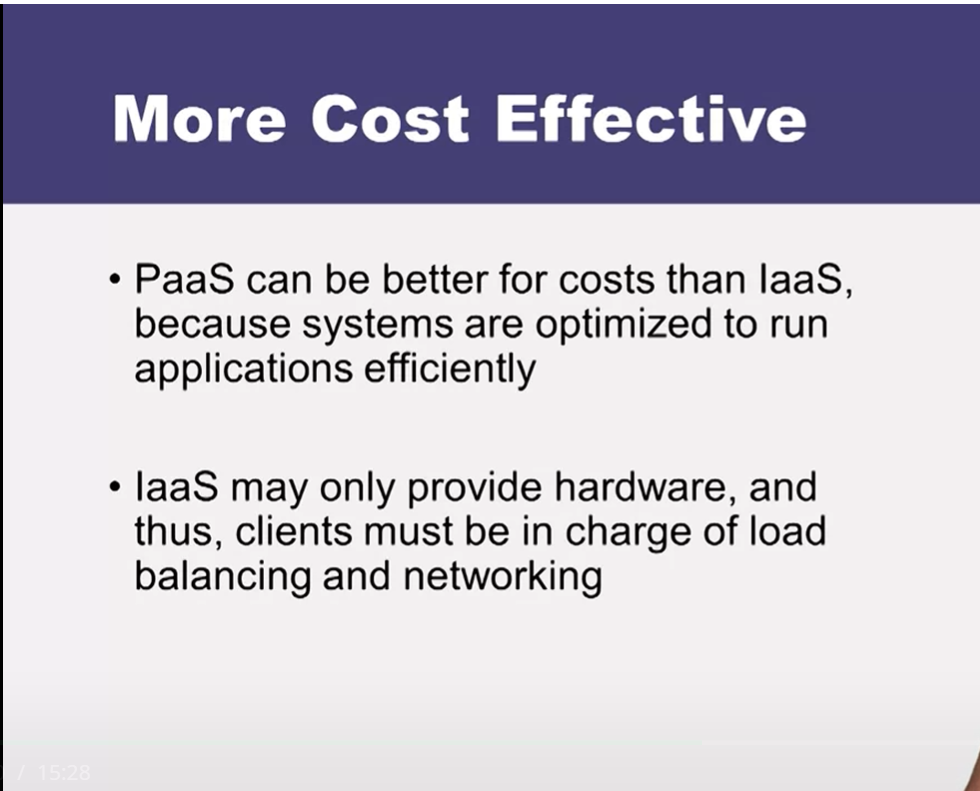 More Cost Effective
• PaaS can be better for costs than IaaS,
because systems are optimized to run
applications efficiently
• IaaS may only provide hardware, and
thus, clients must be in charge of load
balancing and networking
/ 15:28